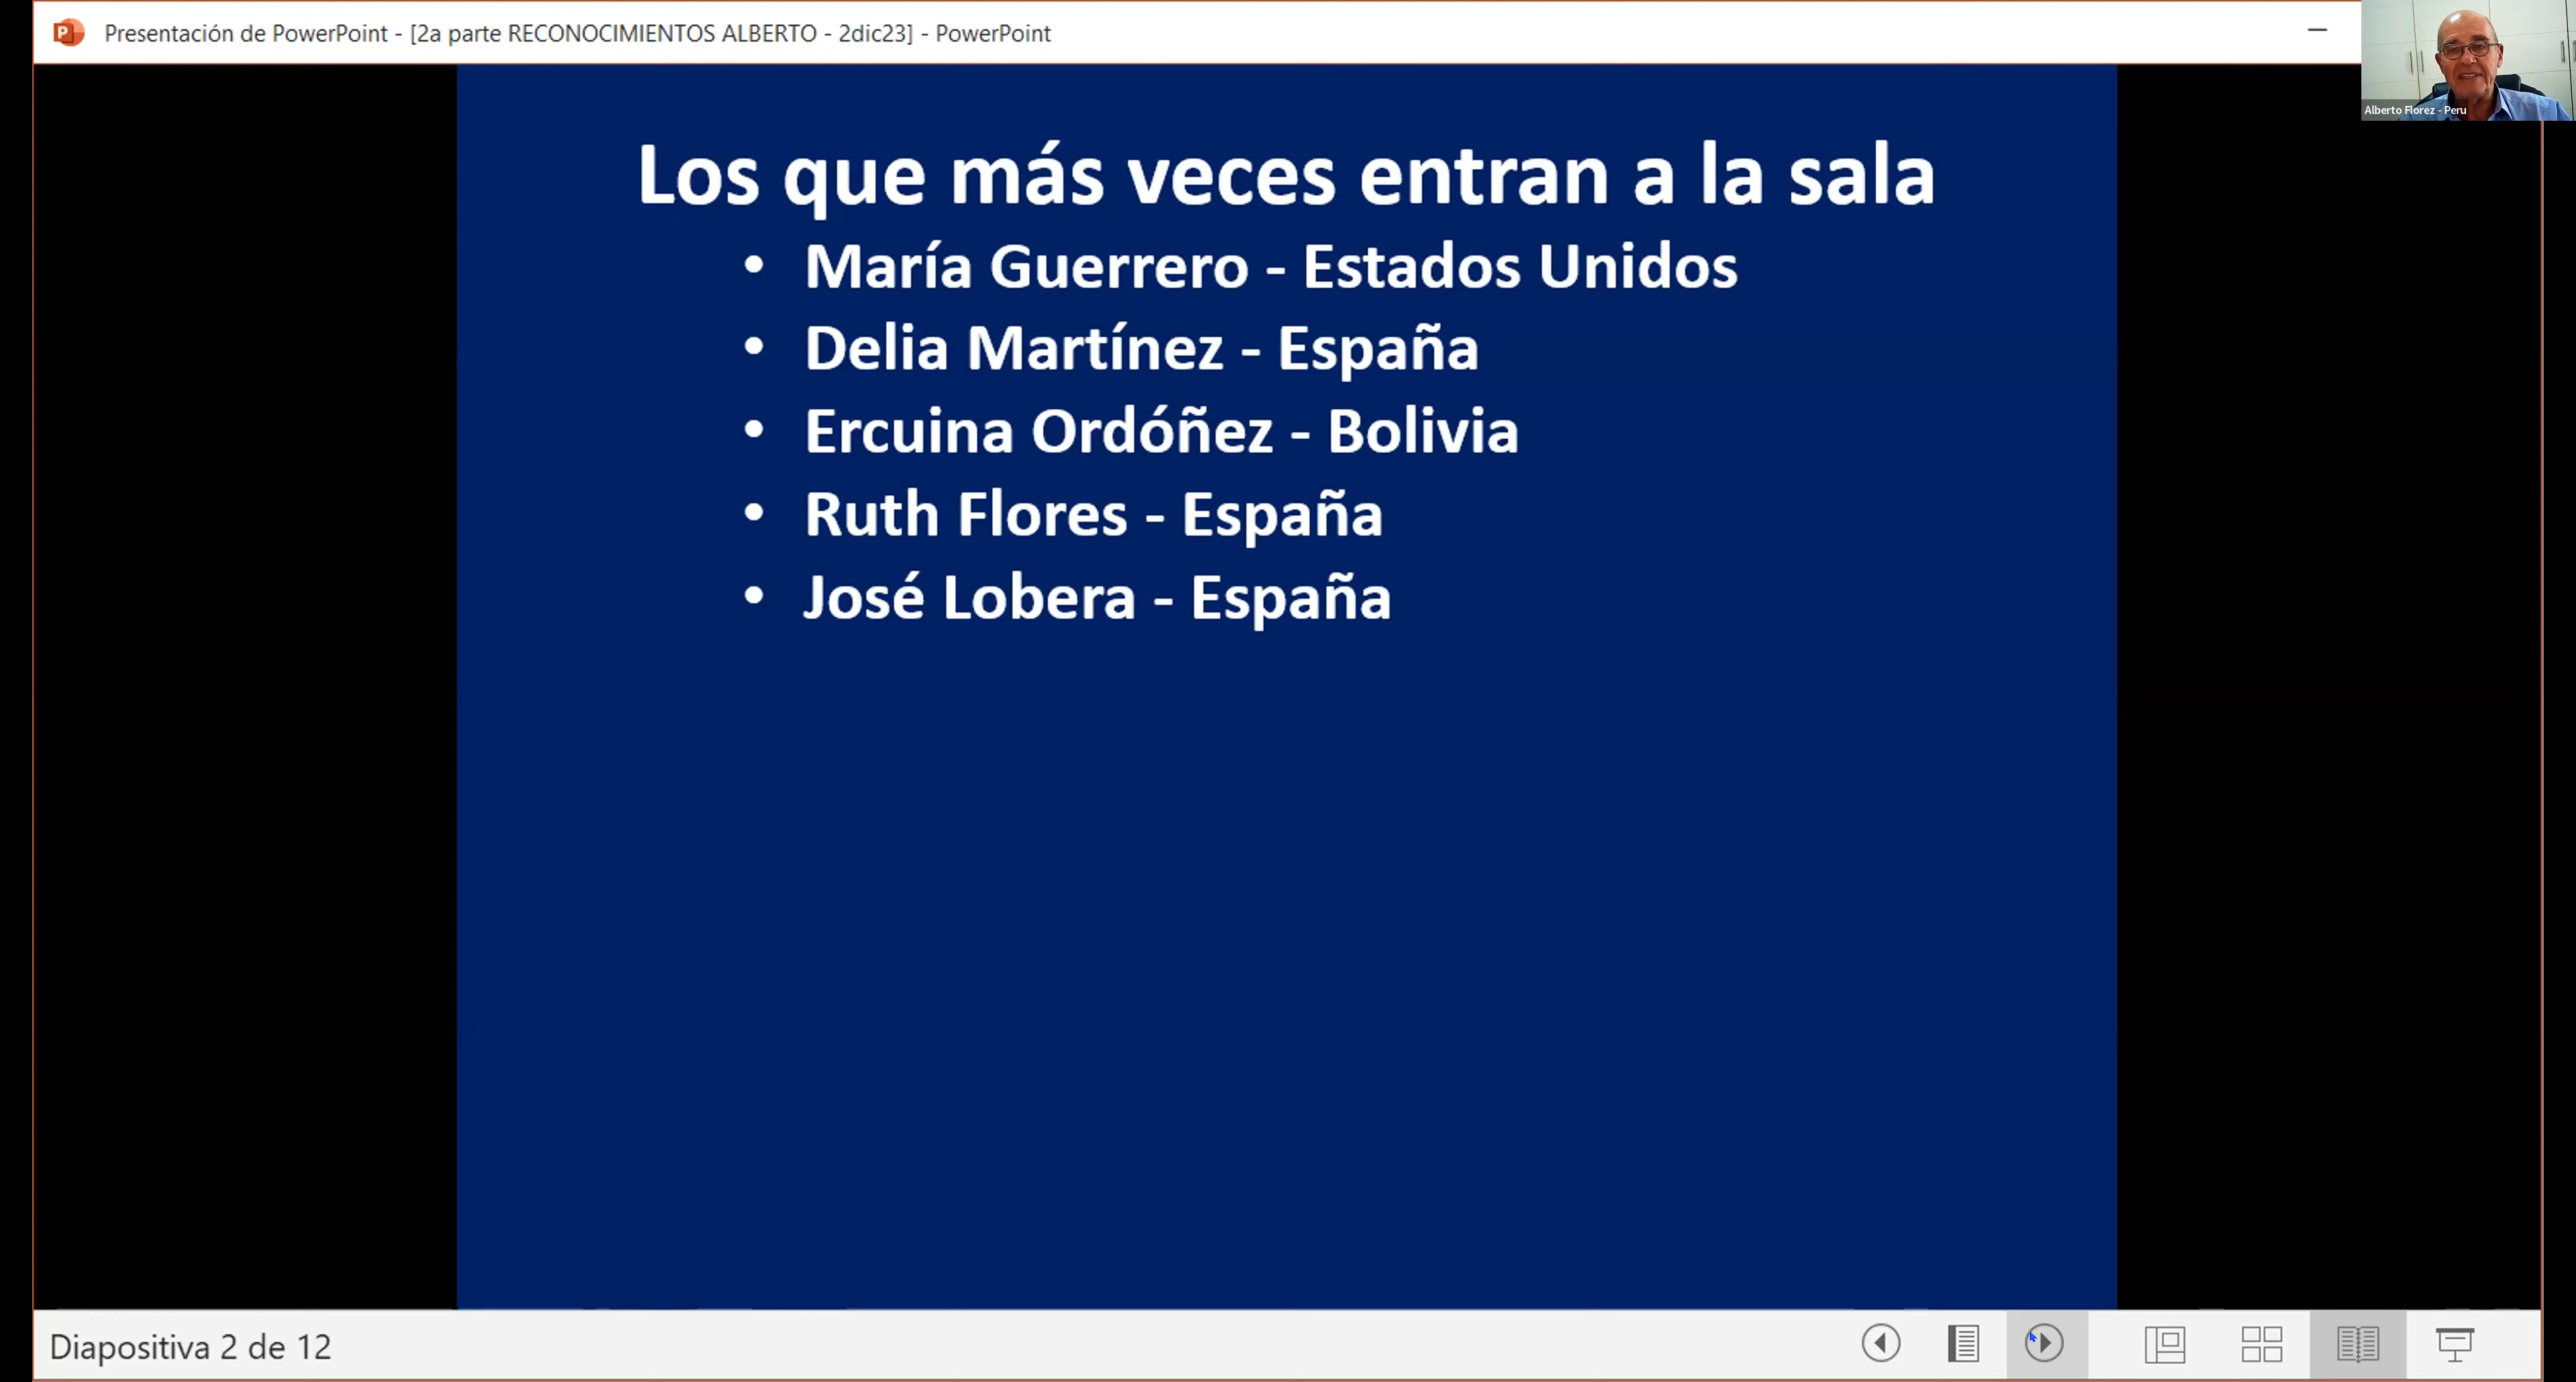 Presentación de PowerPoint - [2a parte RECONOCIMIENTOS ALBERTO - 2dic23] - PowerPoint
Alberto Florez - Peru
Los que más veces entran a la sala
• María Guerrero - Estados Unidos
• Delia Martínez - España
• Ercuina Ordóñez - Bolivia
• Ruth Flores - España
• José Lobera - España
Diapositiva 2 de 12